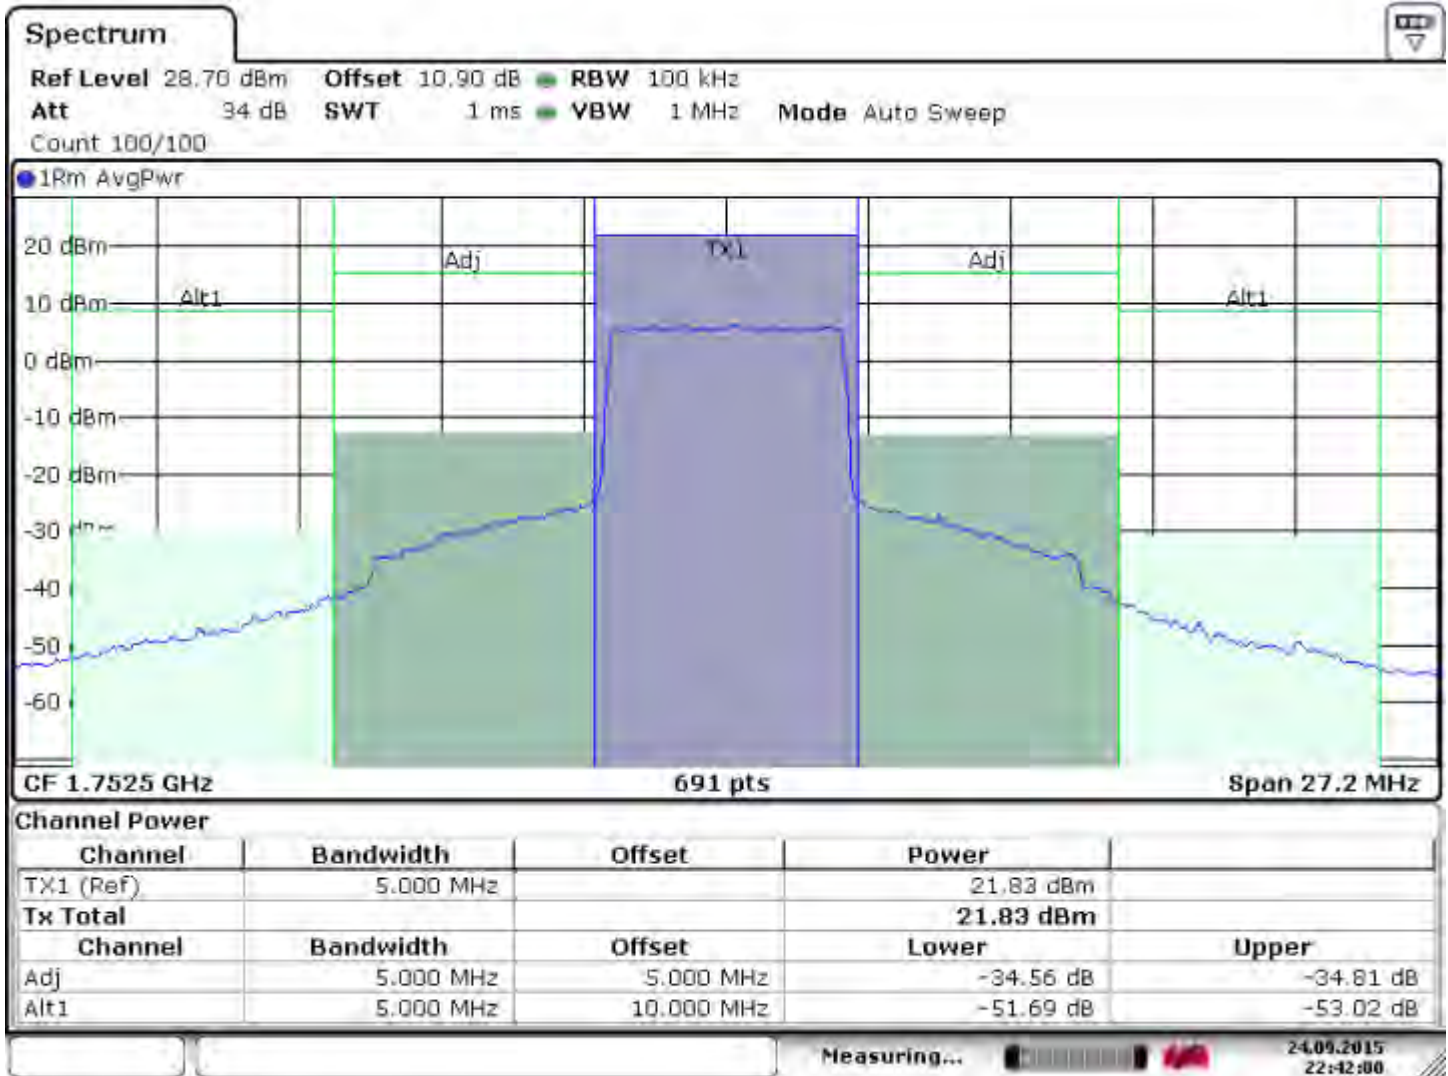 Spectrum
Ref Level 28.70 dBm Offset 10.90 dB RBW 100 kHz
Att 34 dB SWT 1 ms VBW 1 MHz Mode Auto Sweep
Count 100/100
1Rm AvgPwr
20 dBm
TX1
Adj Adj
10 dBm Alt1 Alt1
0 dBm
-10 dBm
-20 dBm
-30
-40
-50
-60
CF 1.7525 GHz 691 pts Span 27.2 MHz
Channel Power
Channel Bandwidth Offset Power
TX1 (Ref) 5.000 MHz 21.83 dBm
Tx Total 21.83 dBm
Channel Bandwidth Offset Lower Upper
Adj 5.000 MHz 5.000 MHz -34.56 dB -34.81 dB
Alt1 5.000 MHz 10.000 MHz -51.69 dB -53.02 dB
Measuring... 24.09.2015
22:42:00